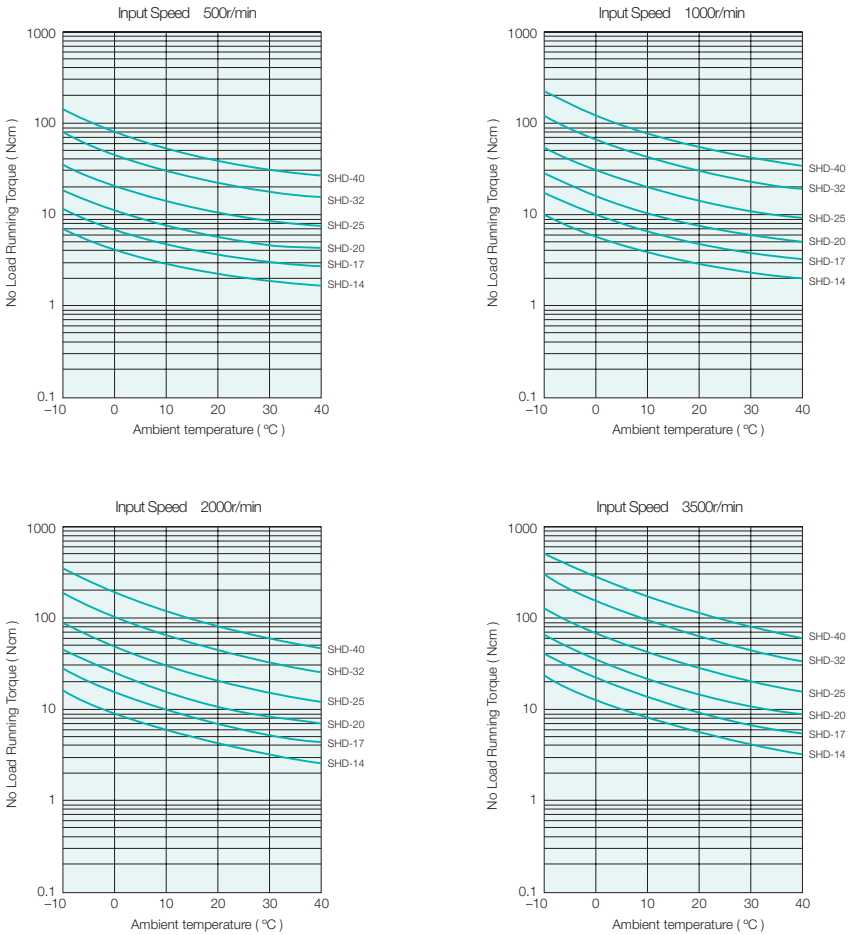 Input Speed 500r/min
1000
100
10
1
0.1
No Load Running Torque ( Ncm )
SHD-40
SHD-32
SHD-25
SHD-20
SHD-17
SHD-14
–10 0 10 20 30 40
Ambient temperature ( ºC )
Input Speed 1000r/min
1000
100
10
1
0.1
No Load Running Torque ( Ncm )
SHD-40
SHD-32
SHD-25
SHD-20
SHD-17
SHD-14
–10 0 10 20 30 40
Ambient temperature ( ºC )
Input Speed 2000r/min
1000
100
10
1
0.1
No Load Running Torque ( Ncm )
SHD-40
SHD-32
SHD-25
SHD-20
SHD-17
SHD-14
–10 0 10 20 30 40
Ambient temperature ( ºC )
Input Speed 3500r/min
1000
100
10
1
0.1
No Load Running Torque ( Ncm )
SHD-40
SHD-32
SHD-25
SHD-20
SHD-17
SHD-14
–10 0 10 20 30 40
Ambient temperature ( ºC )